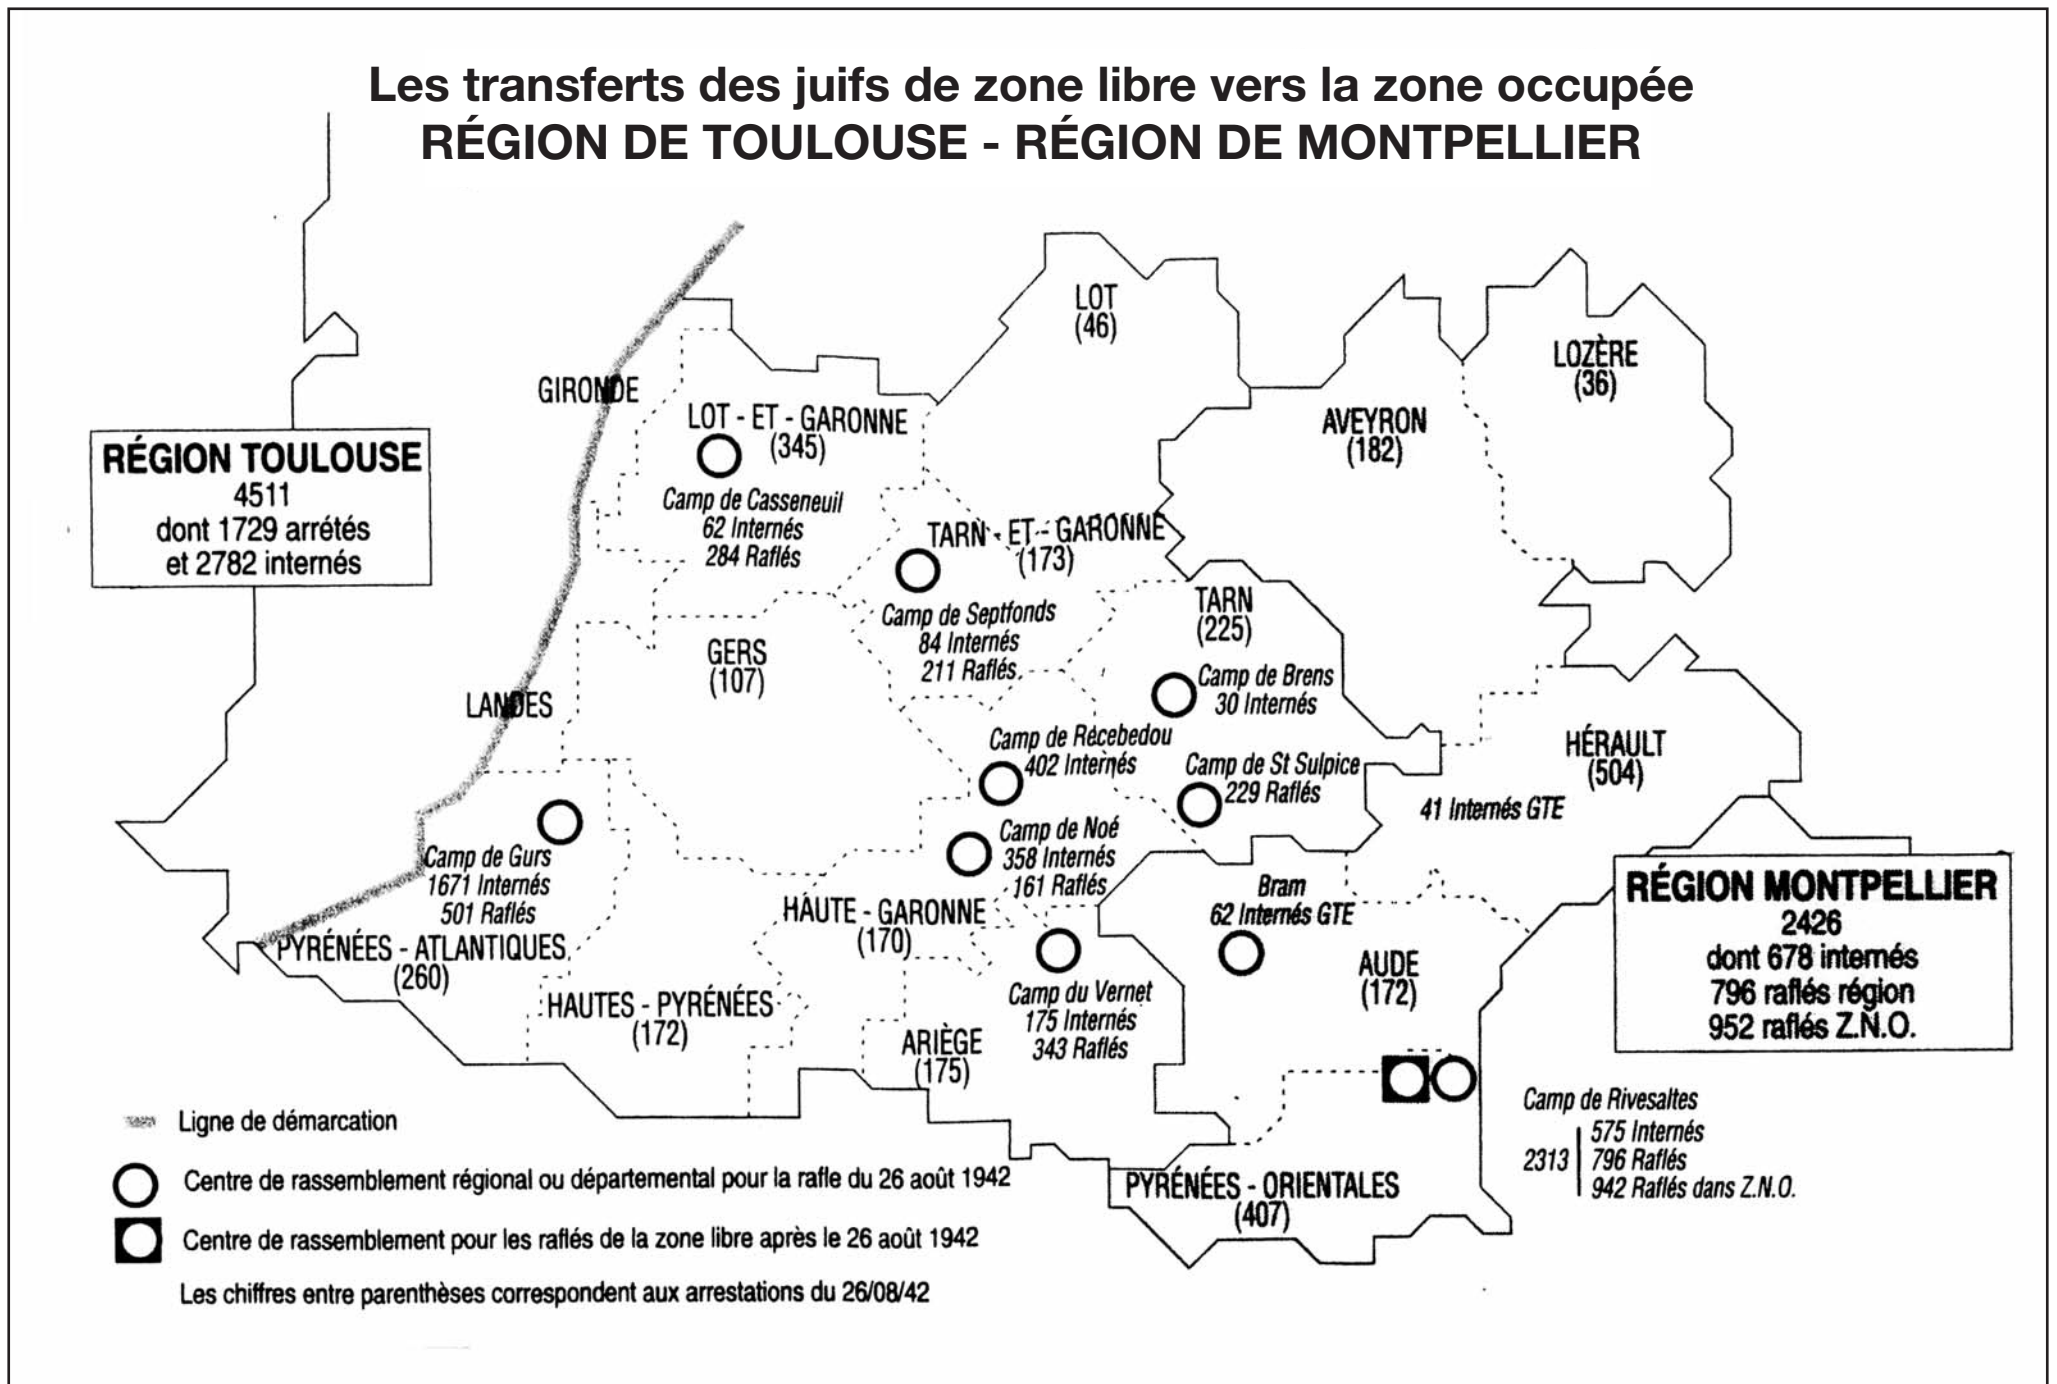 Les transferts des juifs de zone libre vers la zone occupée
RÉGION DE TOULOUSE - RÉGION DE MONTPELLIER
LOT
(46)
LOZÈRE
(36)
GIRONDE
LOT - ET - GARONNE
(345)
AVEYRON
(182)
RÉGION TOULOUSE
4511
dont 1729 arrétés
et 2782 internés
Camp de Casseneuil
62 Internés
284 Raflés
TARN - ET - GARONNE
(173)
Camp de Septfonds
84 Internés
211 Raflés
TARN
(225)
GERS
(107)
Camp de Brens
30 Internés
LANDES
Camp de Récebedou
402 Internés
Camp de St Sulpice
229 Raflés
HÉRAULT
(504)
41 Internés GTE
Camp de Gurs
1671 Internés
501 Raflés
Camp de Noé
358 Internés
161 Raflés
Bram
62 Internés GTE
RÉGION MONTPELLIER
2426
dont 678 internés
796 raflés région
952 raflés Z.N.O.
HAUTE - GARONNE
(170)
PYRÉNÉES - ATLANTIQUES
(260)
AUDE
(172)
HAUTES - PYRÉNÉES
(172)
Camp du Vernet
175 Internés
343 Raflés
ARIÈGE
(175)
Camp de Rivesaltes
575 Internés
2313 796 Raflés
942 Raflés dans Z.N.O.
PYRÉNÉES - ORIENTALES
(407)
Ligne de démarcation
Centre de rassemblement régional ou départemental pour la rafle du 26 août 1942
Centre de rassemblement pour les raflés de la zone libre après le 26 août 1942
Les chiffres entre parenthèses correspondent aux arrestations du 26/08/42